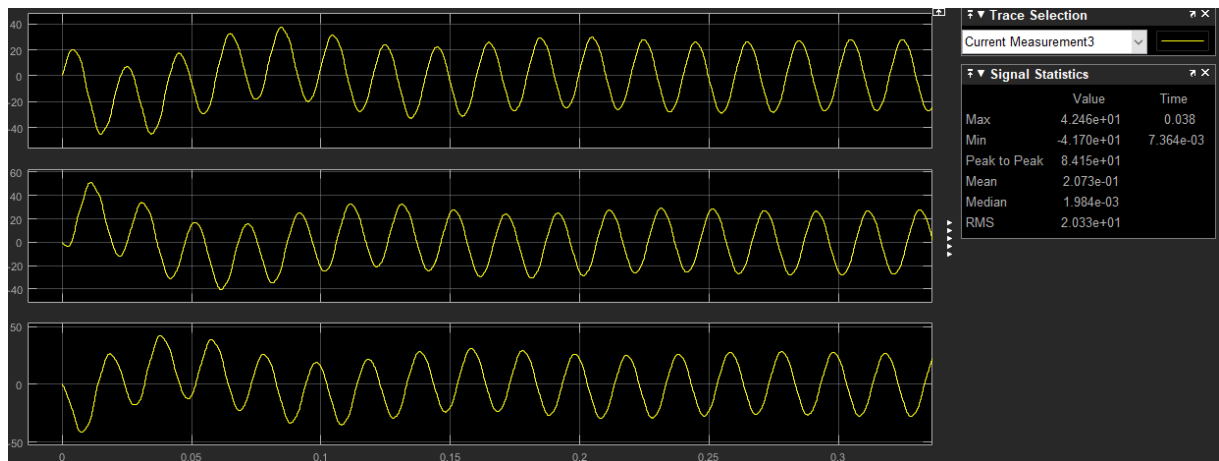 40
20
0
-20
-40
60
40
20
0
-20
-40
50
0
-50
0
0.05
0.1
0.15
0.2
0.25
0.3
Trace Selection
Current Measurement3
Signal Statistics
Value Time
Max 4.246e+01 0.038
Min -4.170e+01 7.364e-03
Peak to Peak 8.415e+01
Mean 2.073e-01
Median 1.984e-03
RMS 2.033e+01